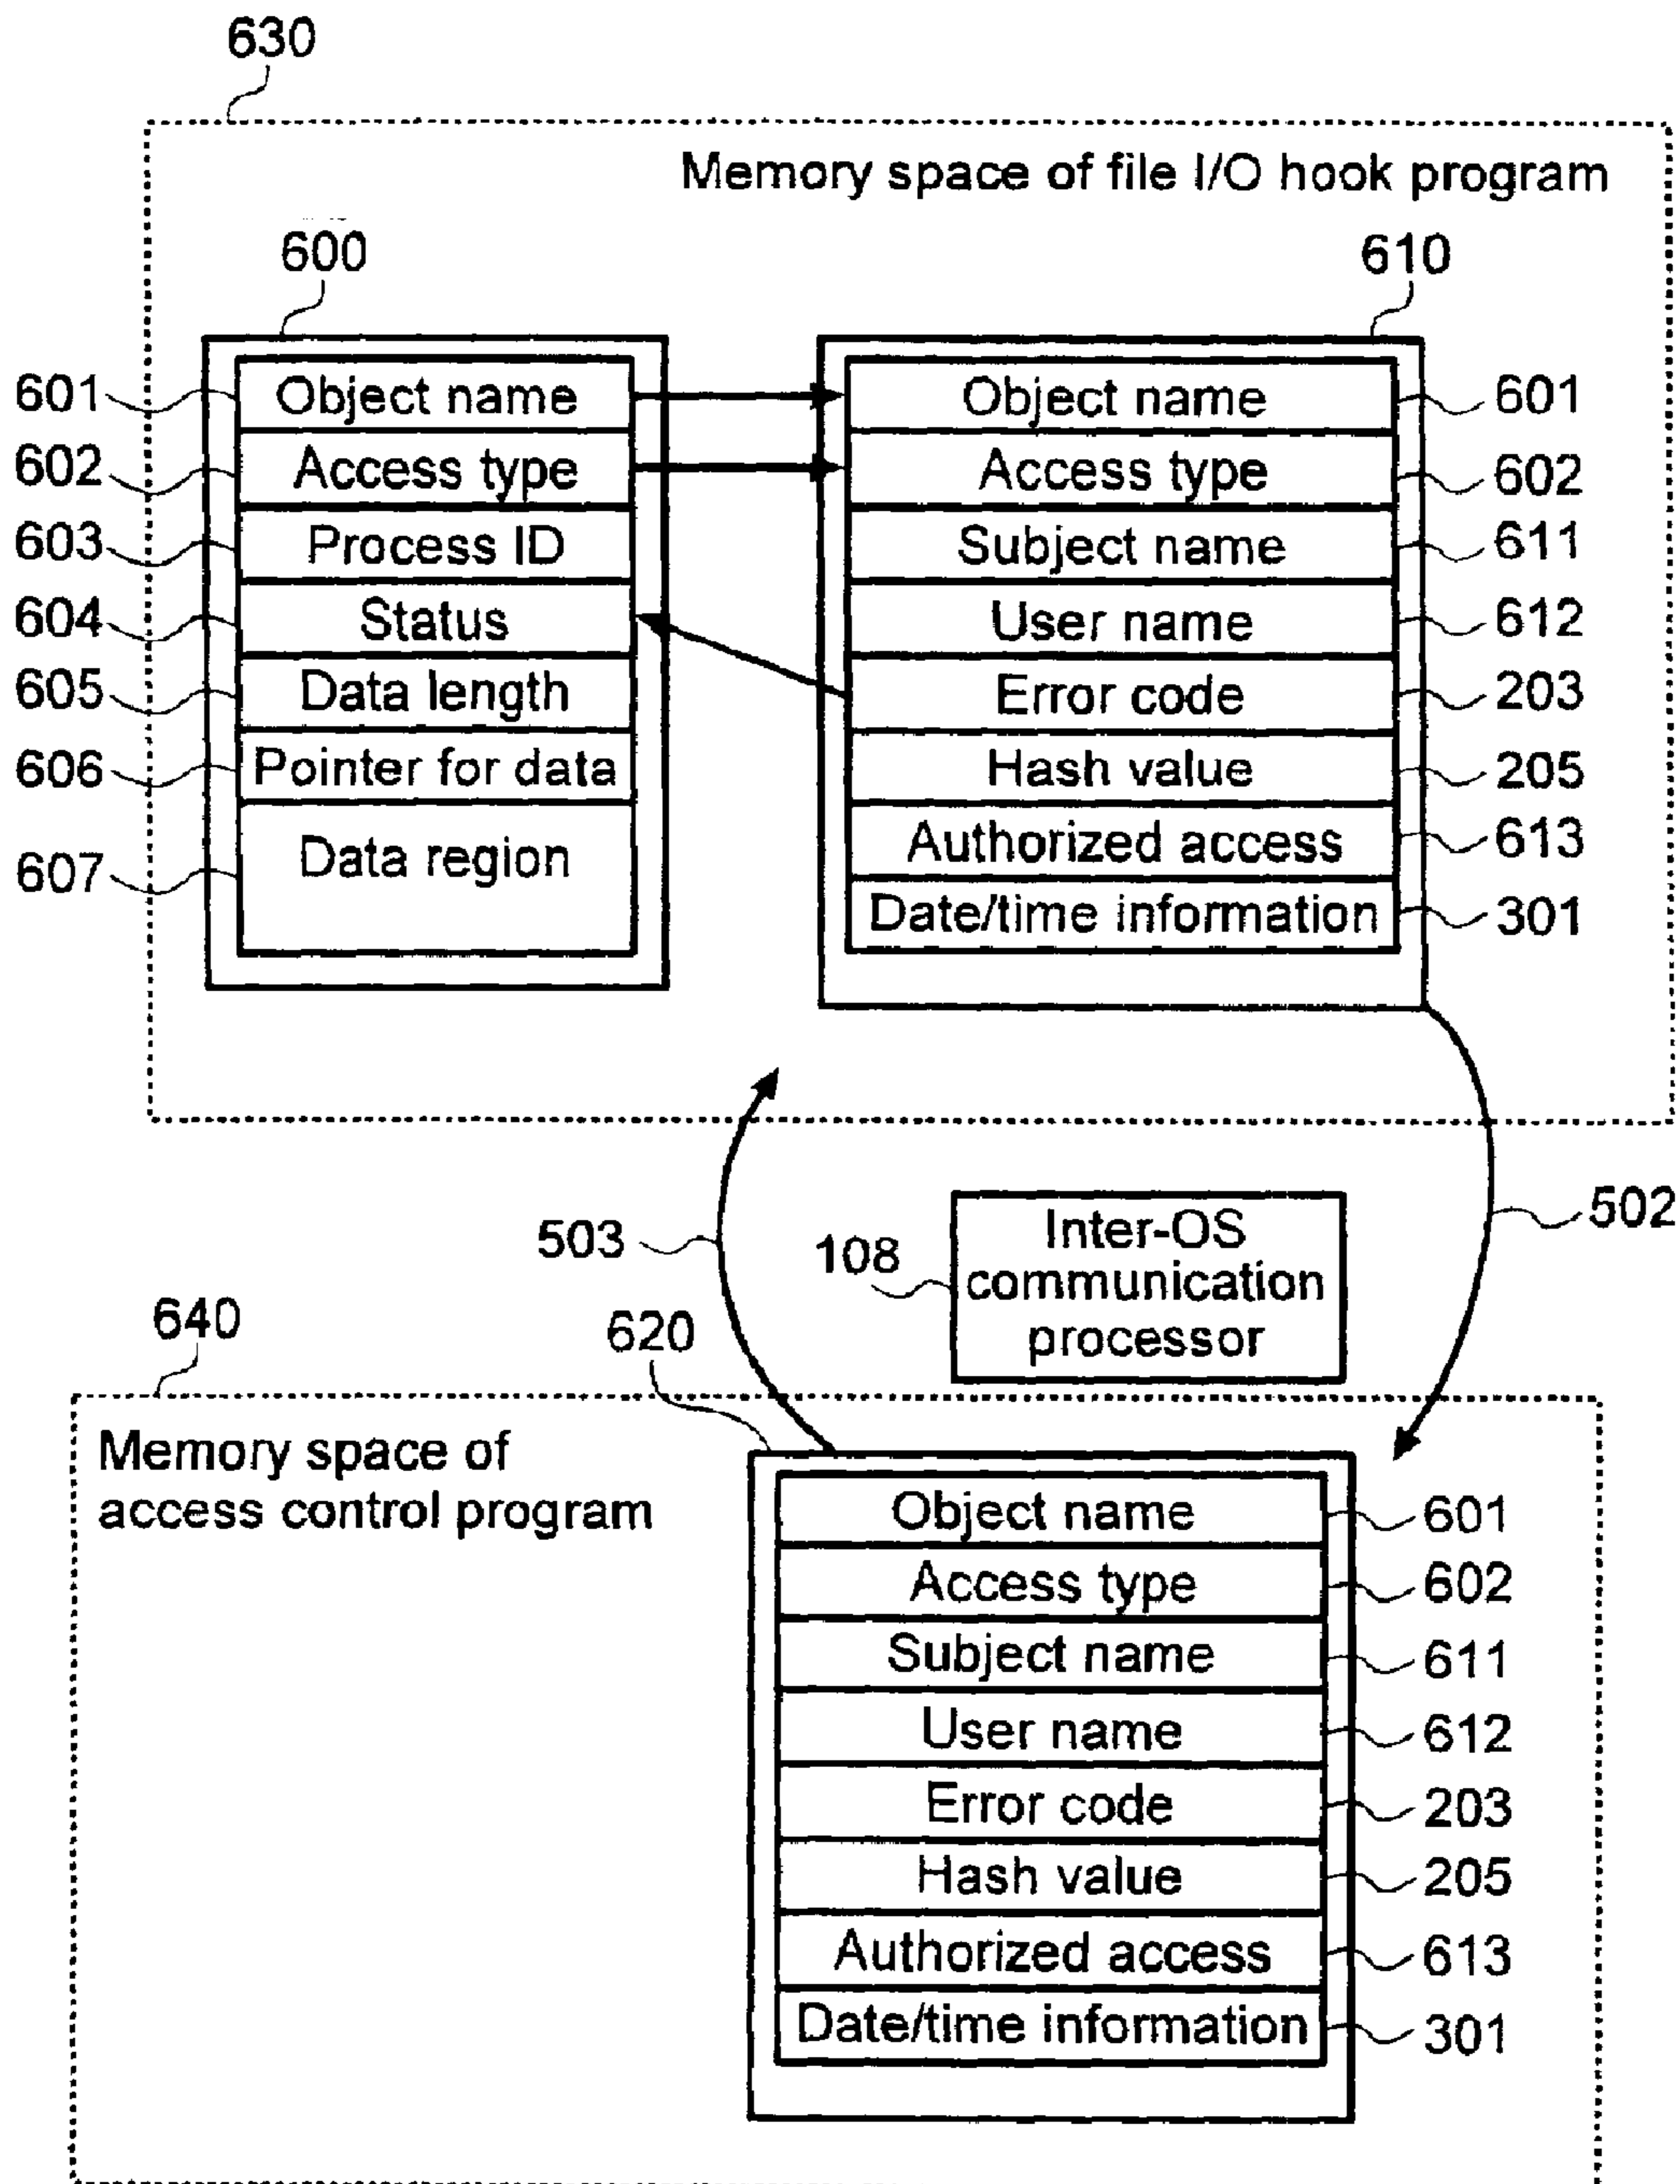 630
Memory space of file I/O hook program
600
610
601 Object name Object name 601
602 Access type Access type 602
603 Process ID Subject name 611
604 Status User name 612
605 Data length Error code 203
606 Pointer for data Hash value 205
607 Data region Authorized access 613
Date/time information 301
503
502
108
Inter-OS
communication
processor
640
620
Memory space of
access control program
Object name 601
Access type 602
Subject name 611
User name 612
Error code 203
Hash value 205
Authorized access 613
Date/time information 301